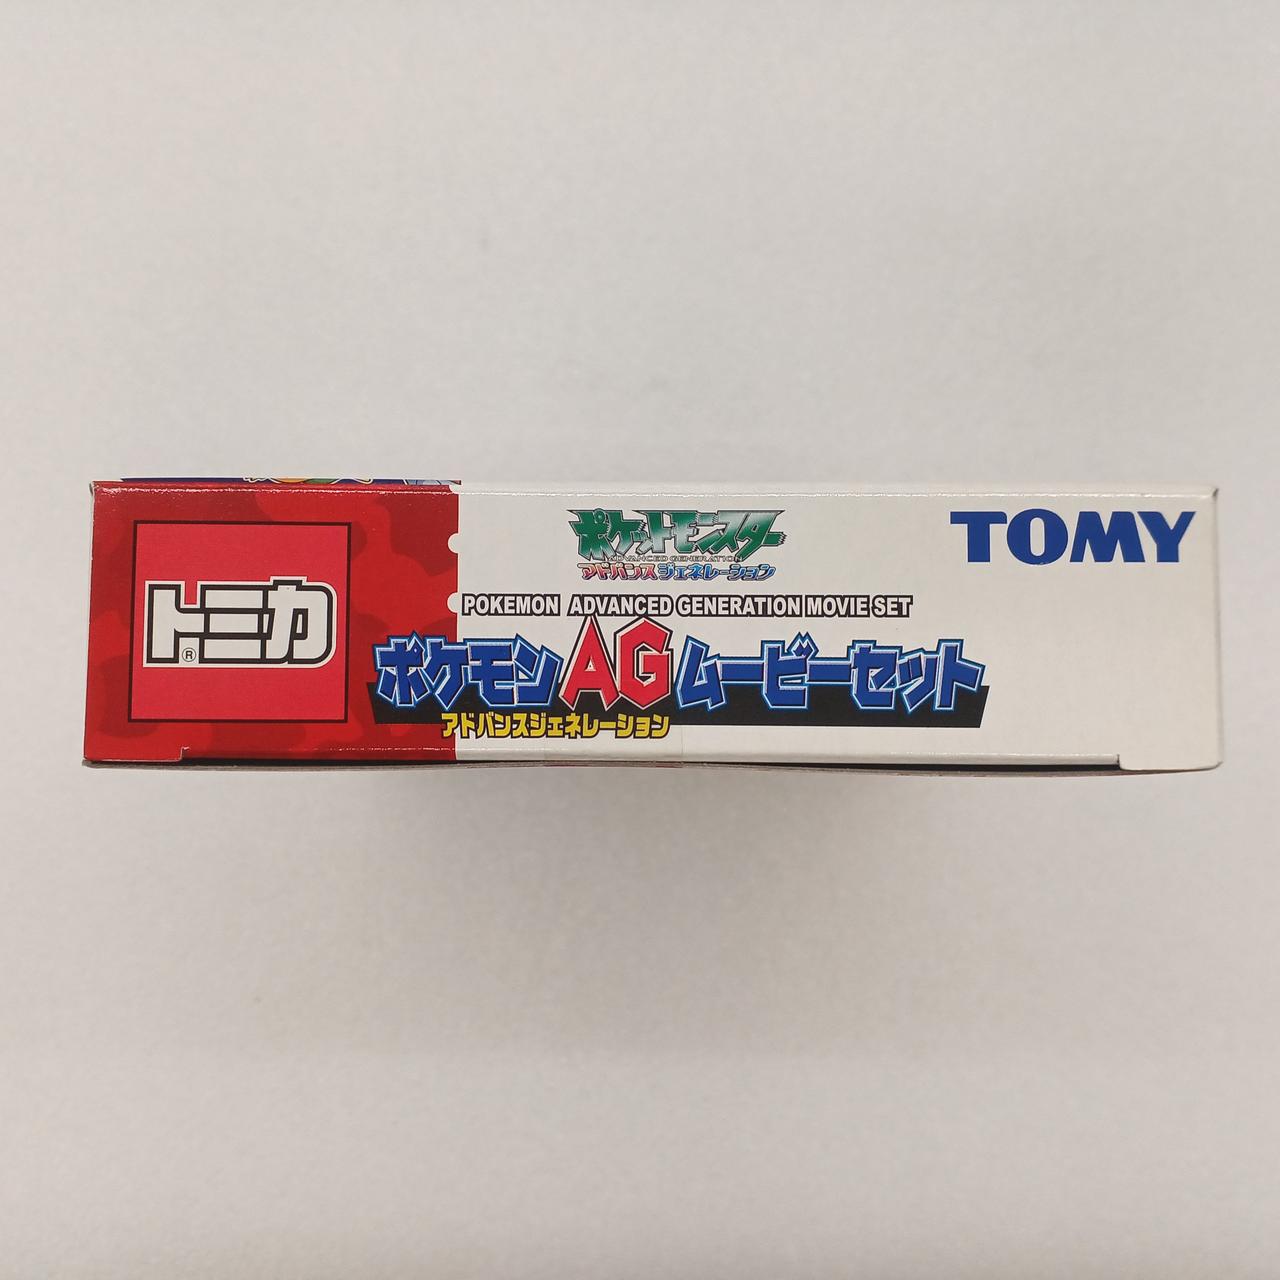 トミカ
®
ポケットモンスター
ADVANCED GENERATION
アドバンスジェネレーション
TOMY
POKEMON ADVANCED GENERATION MOVIE SET
ポケモンAGムービーセット
アドバンスジェネレーション